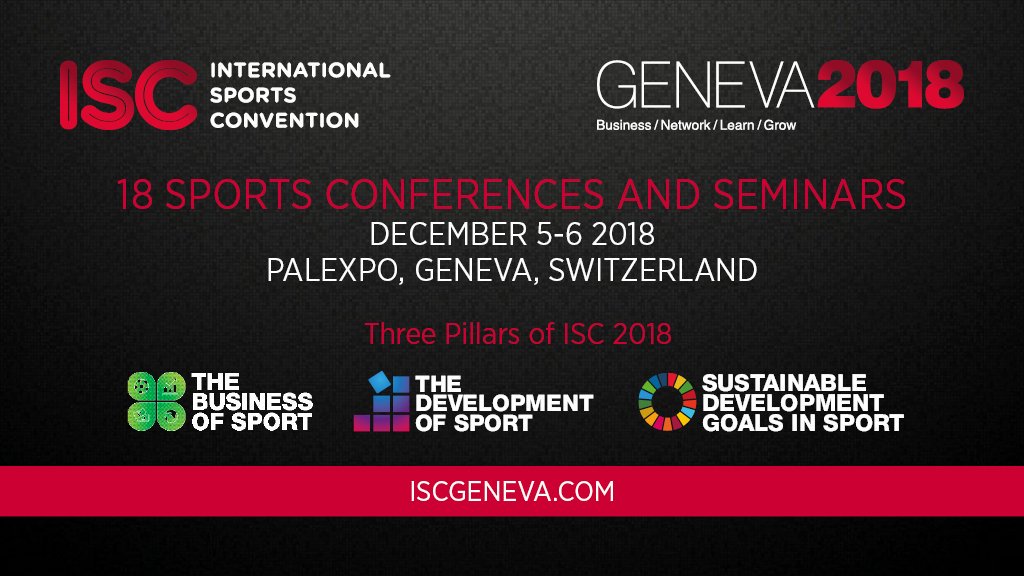 ISC INTERNATIONAL
SPORTS
CONVENTION
GENEVA2018
Business / Network / Learn / Grow
18 SPORTS CONFERENCES AND SEMINARS
DECEMBER 5-6 2018
PALEXPO, GENEVA, SWITZERLAND
Three Pillars of ISC 2018
THE
BUSINESS
OF SPORT
THE
DEVELOPMENT
OF SPORT
SUSTAINABLE
DEVELOPMENT
GOALS IN SPORT
ISCGENEVA.COM